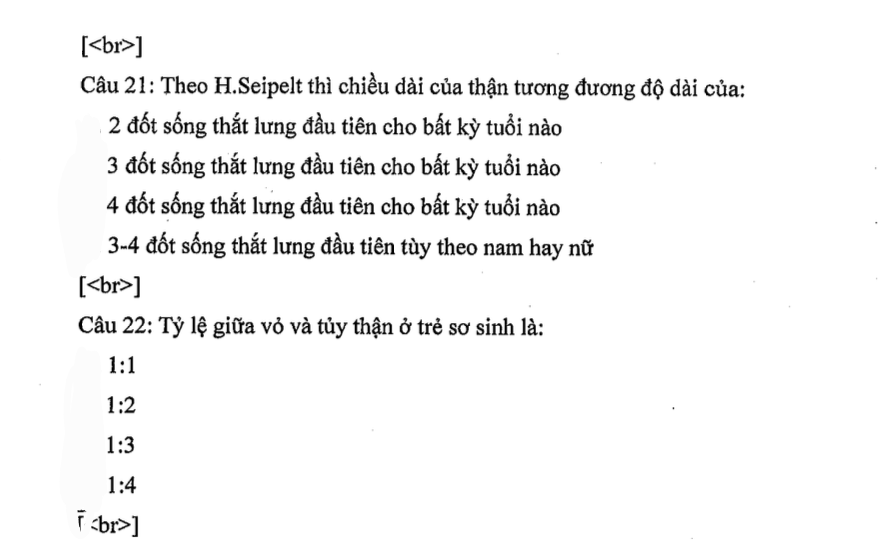 [<br>]
Câu 21: Theo H.Seipelt thì chiều dài của thận tương đương độ dài của:
2 đốt sống thắt lưng đầu tiên cho bất kỳ tuổi nào
3 đốt sống thắt lưng đầu tiên cho bất kỳ tuổi nào
4 đốt sống thắt lưng đầu tiên cho bất kỳ tuổi nào
3-4 đốt sống thắt lưng đầu tiên tùy theo nam hay nữ
[<br>]
Câu 22: Tỷ lệ giữa vỏ và tủy thận ở trẻ sơ sinh là:
1:1
1:2
1:3
1:4
[<br>]